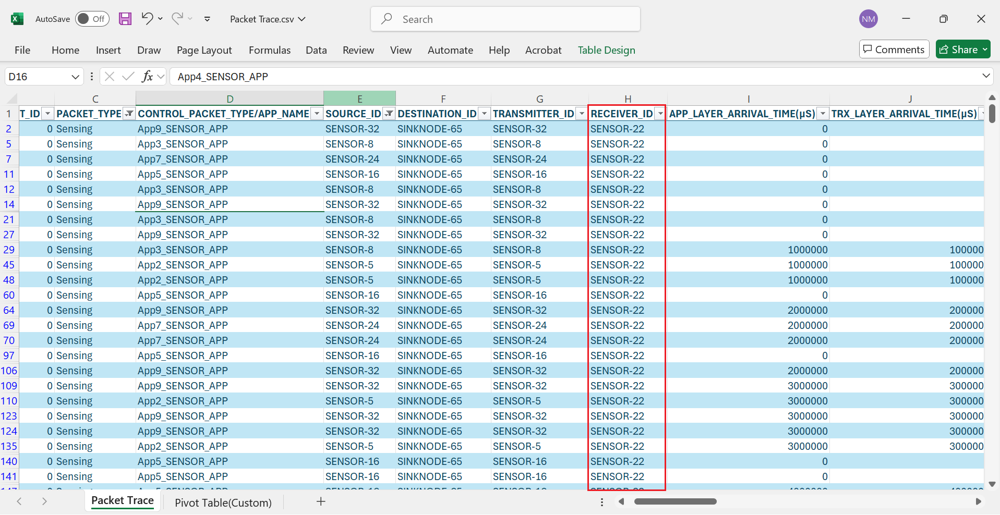 AutoSave Off Packet Trace.csv Search NM
File Home Insert Draw Page Layout Formulas Data Review View Automate Help Acrobat Table Design Comments Share
D16 fx App4_SENSOR_APP
C D E F G H I J
1 T_ID PACKET_TYPE CONTROL_PACKET_TYPE/APP_NAME SOURCE_ID DESTINATION_ID TRANSMITTER_ID RECEIVER_ID APP_LAYER_ARRIVAL_TIME(µS) TRX_LAYER_ARRIVAL_TIME(µS)
2 0 Sensing App9_SENSOR_APP SENSOR-32 SINKNODE-65 SENSOR-32 SENSOR-22 0
5 0 Sensing App3_SENSOR_APP SENSOR-8 SINKNODE-65 SENSOR-8 SENSOR-22 0
7 0 Sensing App7_SENSOR_APP SENSOR-24 SINKNODE-65 SENSOR-24 SENSOR-22 0
11 0 Sensing App5_SENSOR_APP SENSOR-16 SINKNODE-65 SENSOR-16 SENSOR-22 0
12 0 Sensing App3_SENSOR_APP SENSOR-8 SINKNODE-65 SENSOR-8 SENSOR-22 0
14 0 Sensing App9_SENSOR_APP SENSOR-32 SINKNODE-65 SENSOR-32 SENSOR-22 0
21 0 Sensing App3_SENSOR_APP SENSOR-8 SINKNODE-65 SENSOR-8 SENSOR-22 0
27 0 Sensing App9_SENSOR_APP SENSOR-32 SINKNODE-65 SENSOR-32 SENSOR-22 0
29 0 Sensing App3_SENSOR_APP SENSOR-8 SINKNODE-65 SENSOR-8 SENSOR-22 1000000 100000
45 0 Sensing App2_SENSOR_APP SENSOR-5 SINKNODE-65 SENSOR-5 SENSOR-22 1000000 100000
48 0 Sensing App2_SENSOR_APP SENSOR-5 SINKNODE-65 SENSOR-5 SENSOR-22 1000000 100000
60 0 Sensing App5_SENSOR_APP SENSOR-16 SINKNODE-65 SENSOR-16 SENSOR-22 0
64 0 Sensing App9_SENSOR_APP SENSOR-32 SINKNODE-65 SENSOR-32 SENSOR-22 2000000 200000
69 0 Sensing App7_SENSOR_APP SENSOR-24 SINKNODE-65 SENSOR-24 SENSOR-22 2000000 200000
70 0 Sensing App7_SENSOR_APP SENSOR-24 SINKNODE-65 SENSOR-24 SENSOR-22 2000000 200000
97 0 Sensing App5_SENSOR_APP SENSOR-16 SINKNODE-65 SENSOR-16 SENSOR-22 0
106 0 Sensing App9_SENSOR_APP SENSOR-32 SINKNODE-65 SENSOR-32 SENSOR-22 2000000 200000
109 0 Sensing App9_SENSOR_APP SENSOR-32 SINKNODE-65 SENSOR-32 SENSOR-22 3000000 300000
110 0 Sensing App2_SENSOR_APP SENSOR-5 SINKNODE-65 SENSOR-5 SENSOR-22 3000000 300000
123 0 Sensing App9_SENSOR_APP SENSOR-32 SINKNODE-65 SENSOR-32 SENSOR-22 3000000 300000
124 0 Sensing App9_SENSOR_APP SENSOR-32 SINKNODE-65 SENSOR-32 SENSOR-22 3000000 300000
135 0 Sensing App2_SENSOR_APP SENSOR-5 SINKNODE-65 SENSOR-5 SENSOR-22 3000000 300000
140 0 Sensing App5_SENSOR_APP SENSOR-16 SINKNODE-65 SENSOR-16 SENSOR-22 0
141 0 Sensing App5_SENSOR_APP SENSOR-16 SINKNODE-65 SENSOR-16 SENSOR-22 0
Packet Trace Pivot Table(Custom)